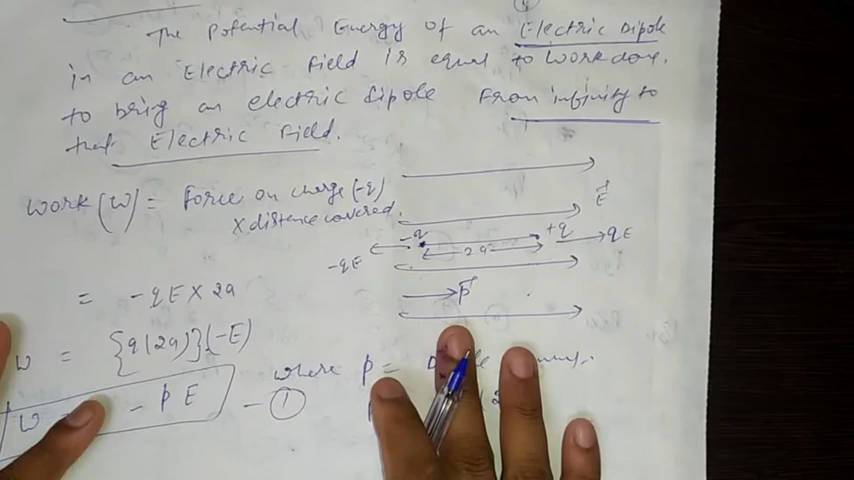 The Potential Energy of an Electric Dipole
in an Electric Field is equal to work done.
to bring an electric dipole From infinity to
that Electric Field.
Work (W) = Force on charge (-q)
x distance covered.
E
-q +q
-qE 2a qE
= -qE x 2a
p
W = {q(2a)}(-E)
where p =
W - pE - 1